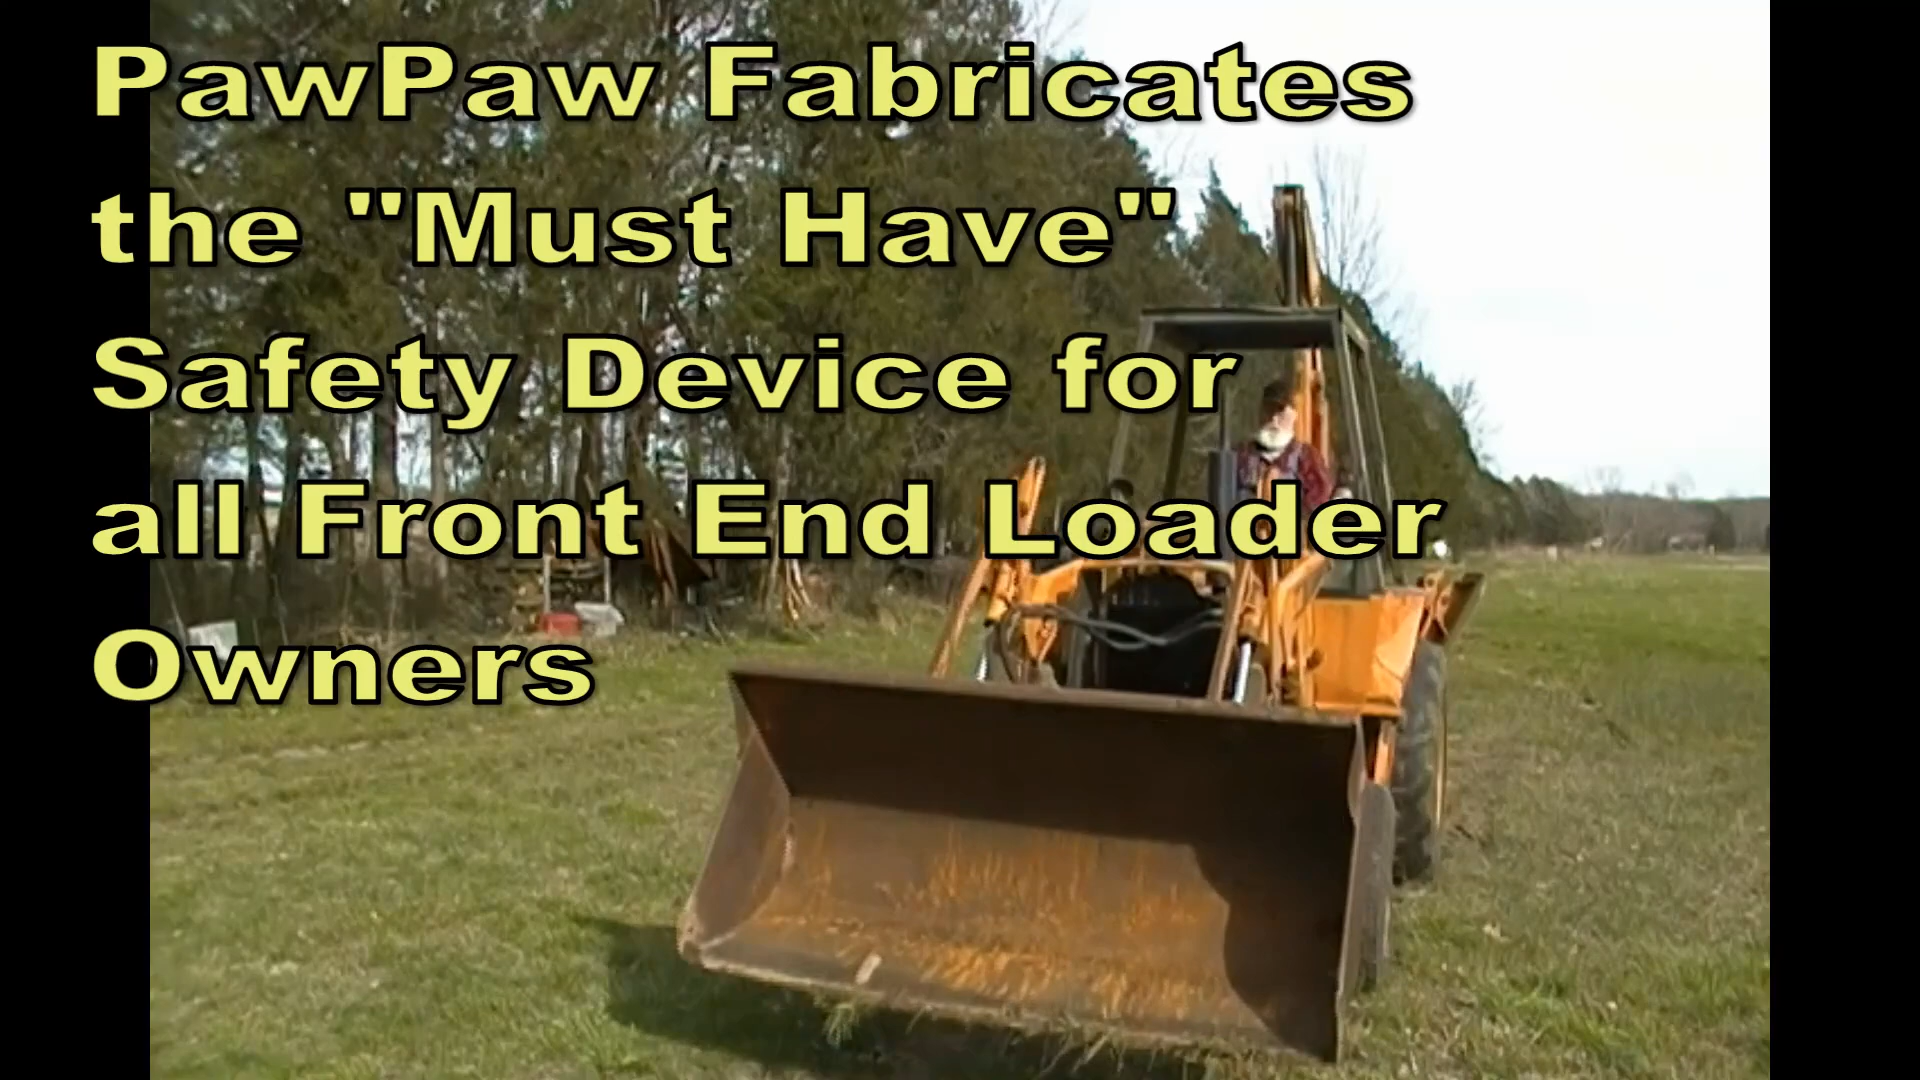 PawPaw Fabricates
the "Must Have"
Safety Device for
all Front End Loader
Owners